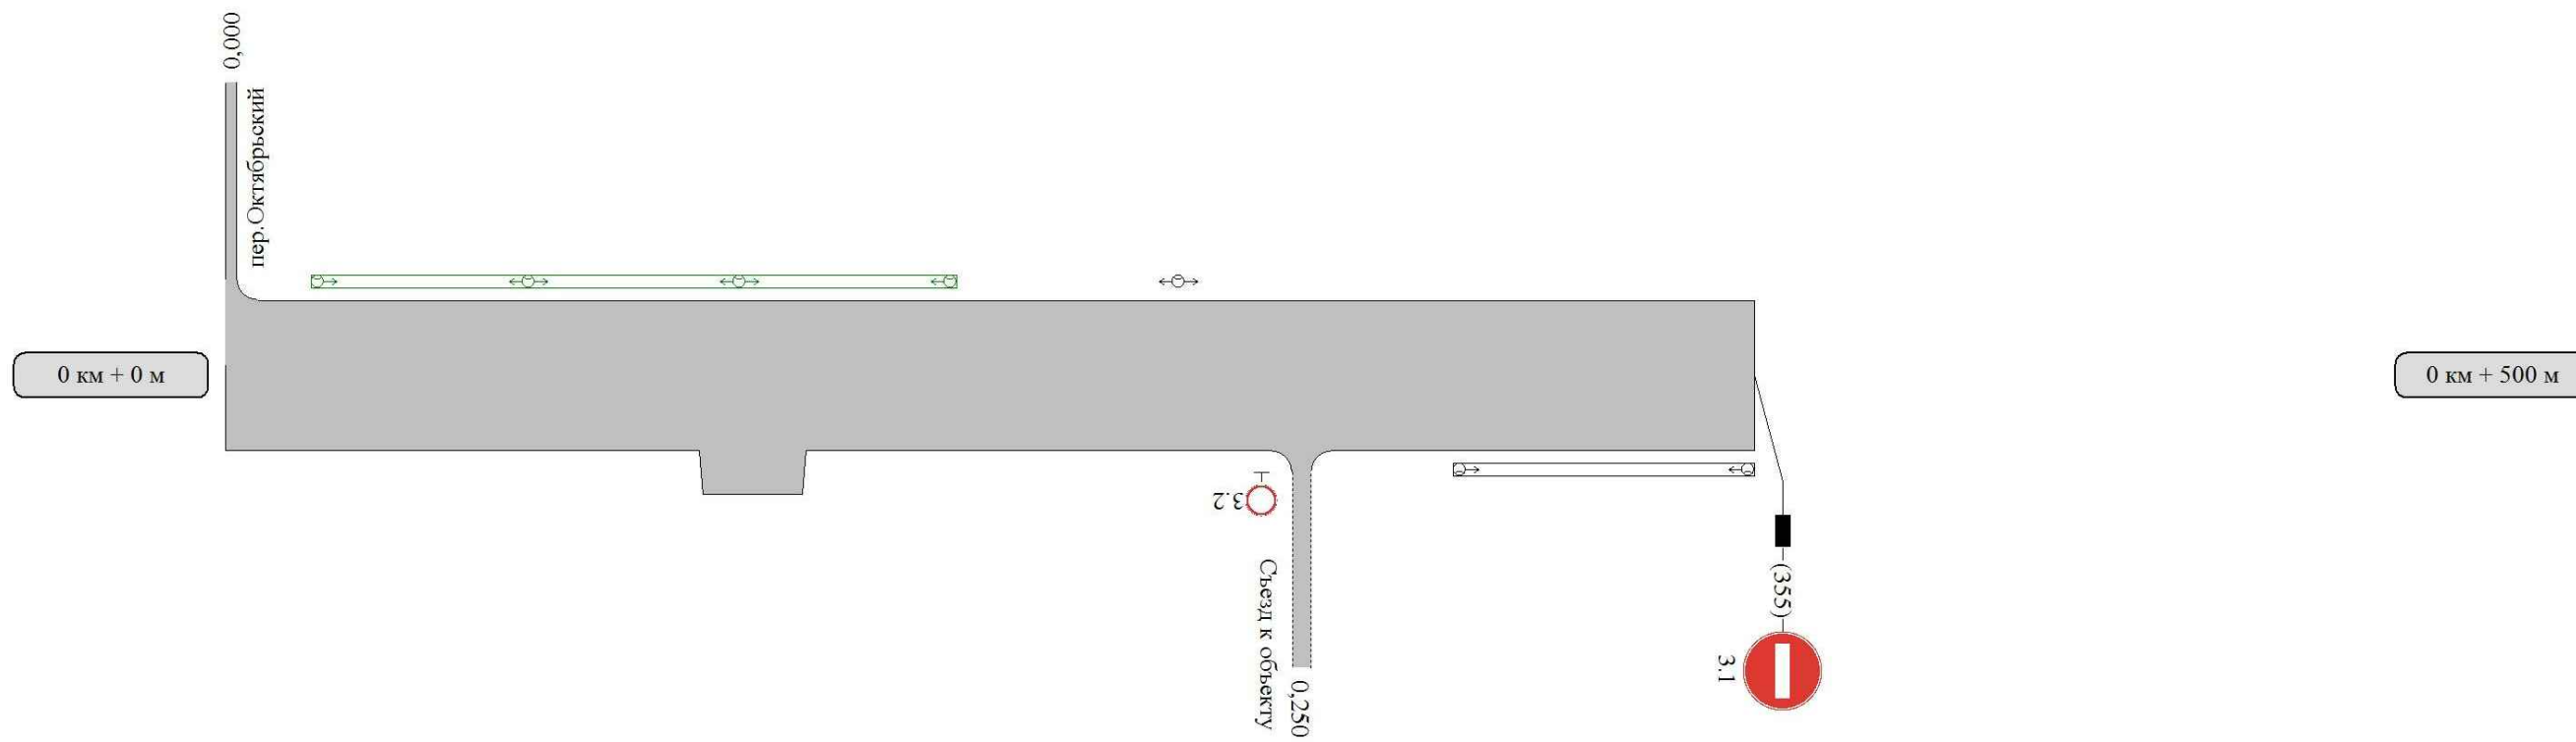 0,000
пер.Октябрьский
0 км + 0 м
0 км + 500 м
3.2
Съезд к объекту
0,250
(355)
3.1